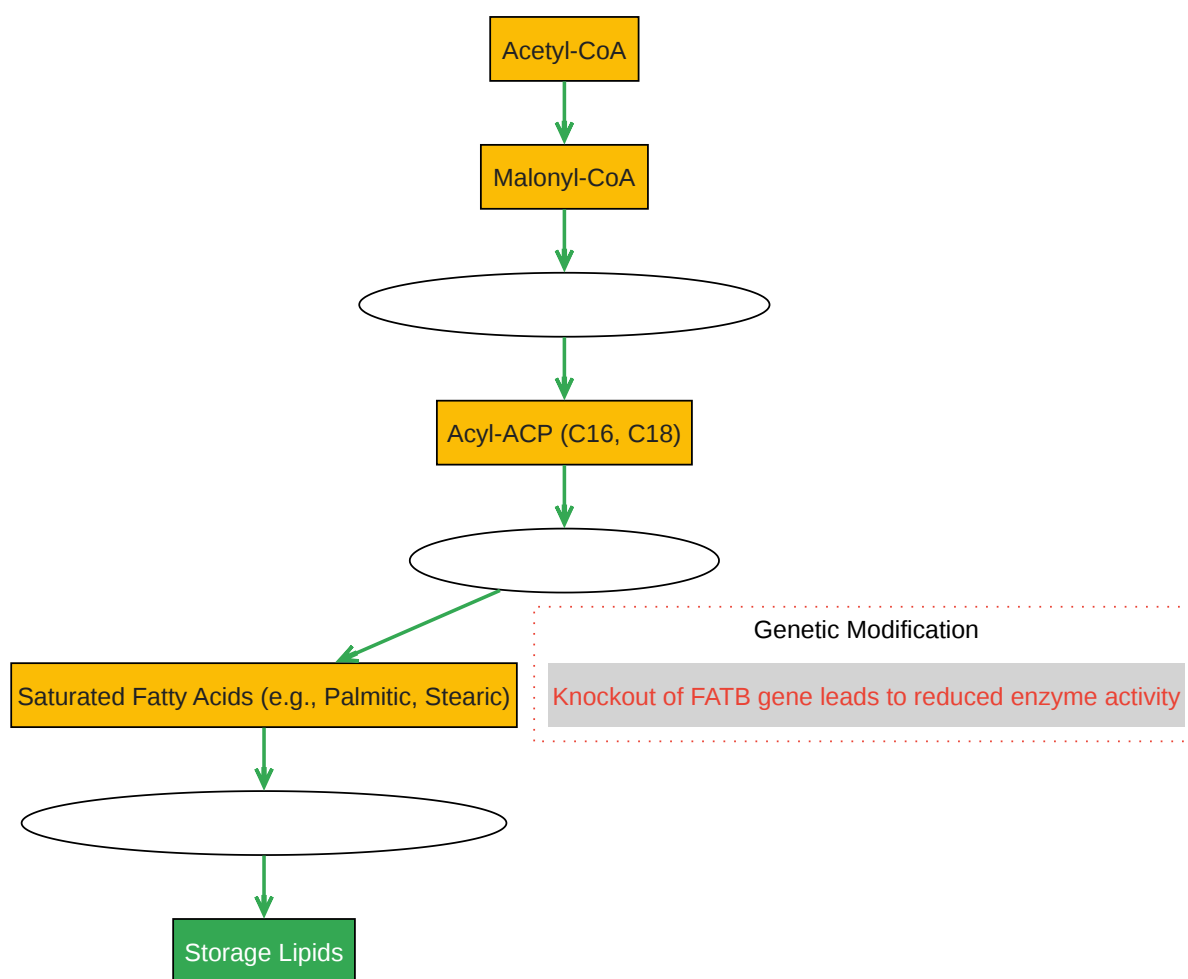 Acetyl-CoA
Malonyl-CoA
Acyl-ACP (C16, C18)
Genetic Modification
Saturated Fatty Acids (e.g., Palmitic, Stearic)
Knockout of FATB gene leads to reduced enzyme activity
Storage Lipids